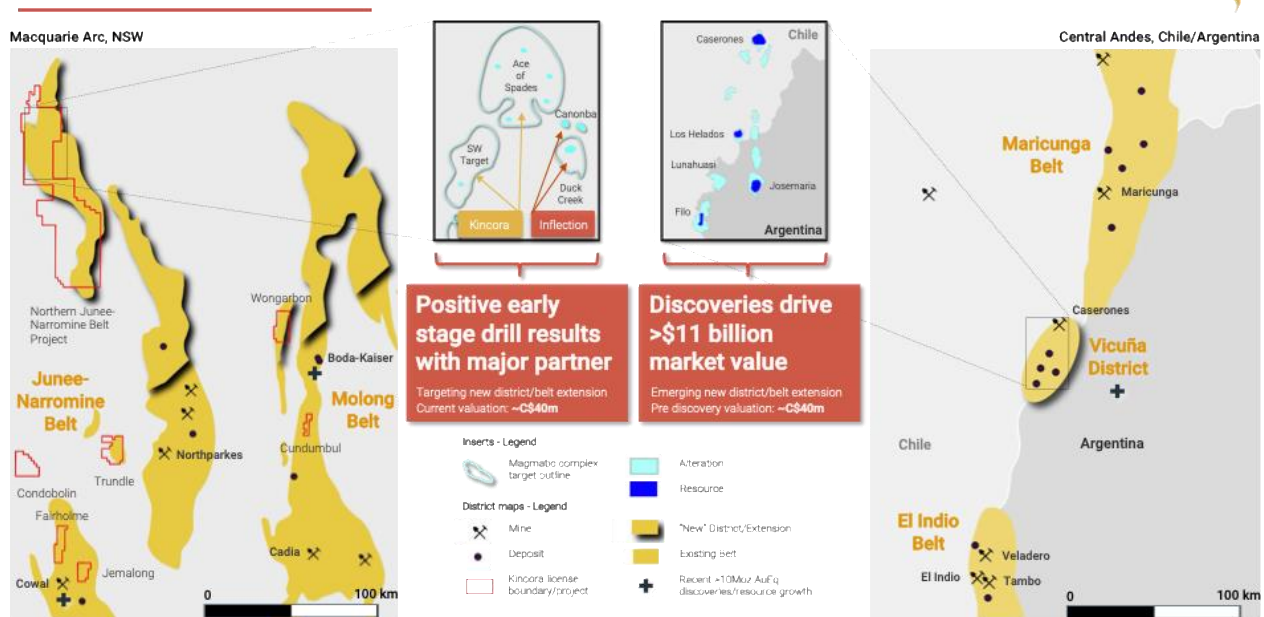 Macquarie Arc, NSW
Northern Junee-
Narromine Belt
Project
Junee-
Narromine
Belt
Wongarbon
Boda-Kaiser
Molong
Belt
Cundumbul
Northparkes
Trundle
Condobolin
Fairholme
Jemalong
Cowal
Cadia
0
100 km
Ace
of
Spades
Canonba
SW
Target
Duck
Creek
Kincora
Inflection
Caserones
Chile
Los Helados
Lunahuasi
Josemaria
Filo
Argentina
Positive early
stage drill results
with major partner
Targeting new district/belt extension
Current valuation: ~C$40m
Discoveries drive
>$11 billion
market value
Emerging new district/belt extension
Pre discovery valuation: ~C$40m
Inserts - Legend
Magmatic complex
target outline
Alteration
Resource
District maps - Legend
Mine
Deposit
Kincora license
boundary/project
"New" District/Extension
Existing Belt
Recent >10Moz AuEq
discoveries/resource growth
Central Andes, Chile/Argentina
Maricunga
Belt
Maricunga
Caserones
Vicuña
District
Chile
Argentina
El Indio
Belt
Veladero
El Indio
Tambo
0
100 km